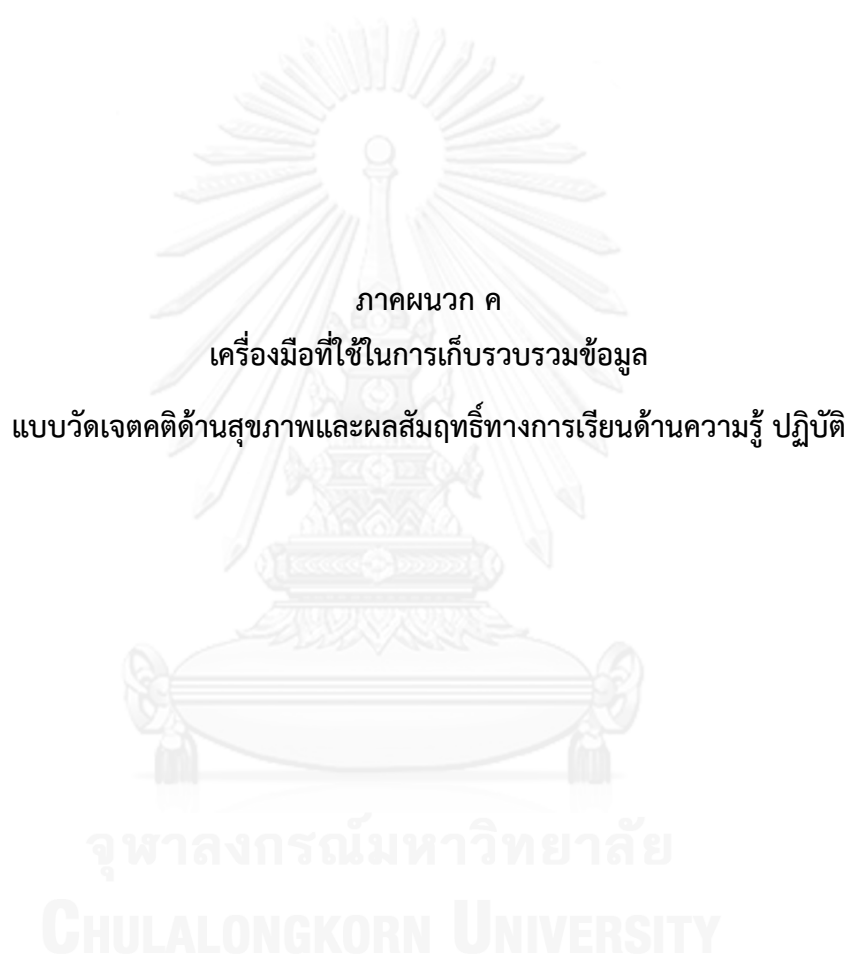 ภาคผนวก ค
เครื่องมือที่ใช้ในการเก็บรวบรวมข้อมูล
แบบวัดเจตคติด้านสุขภาพและผลสัมฤทธิ์ทางการเรียนด้านความรู้ ปฏิบัติ
จุฬาลงกรณ์มหาวิทยาลัย
CHULALONGKORN UNIVERSITY